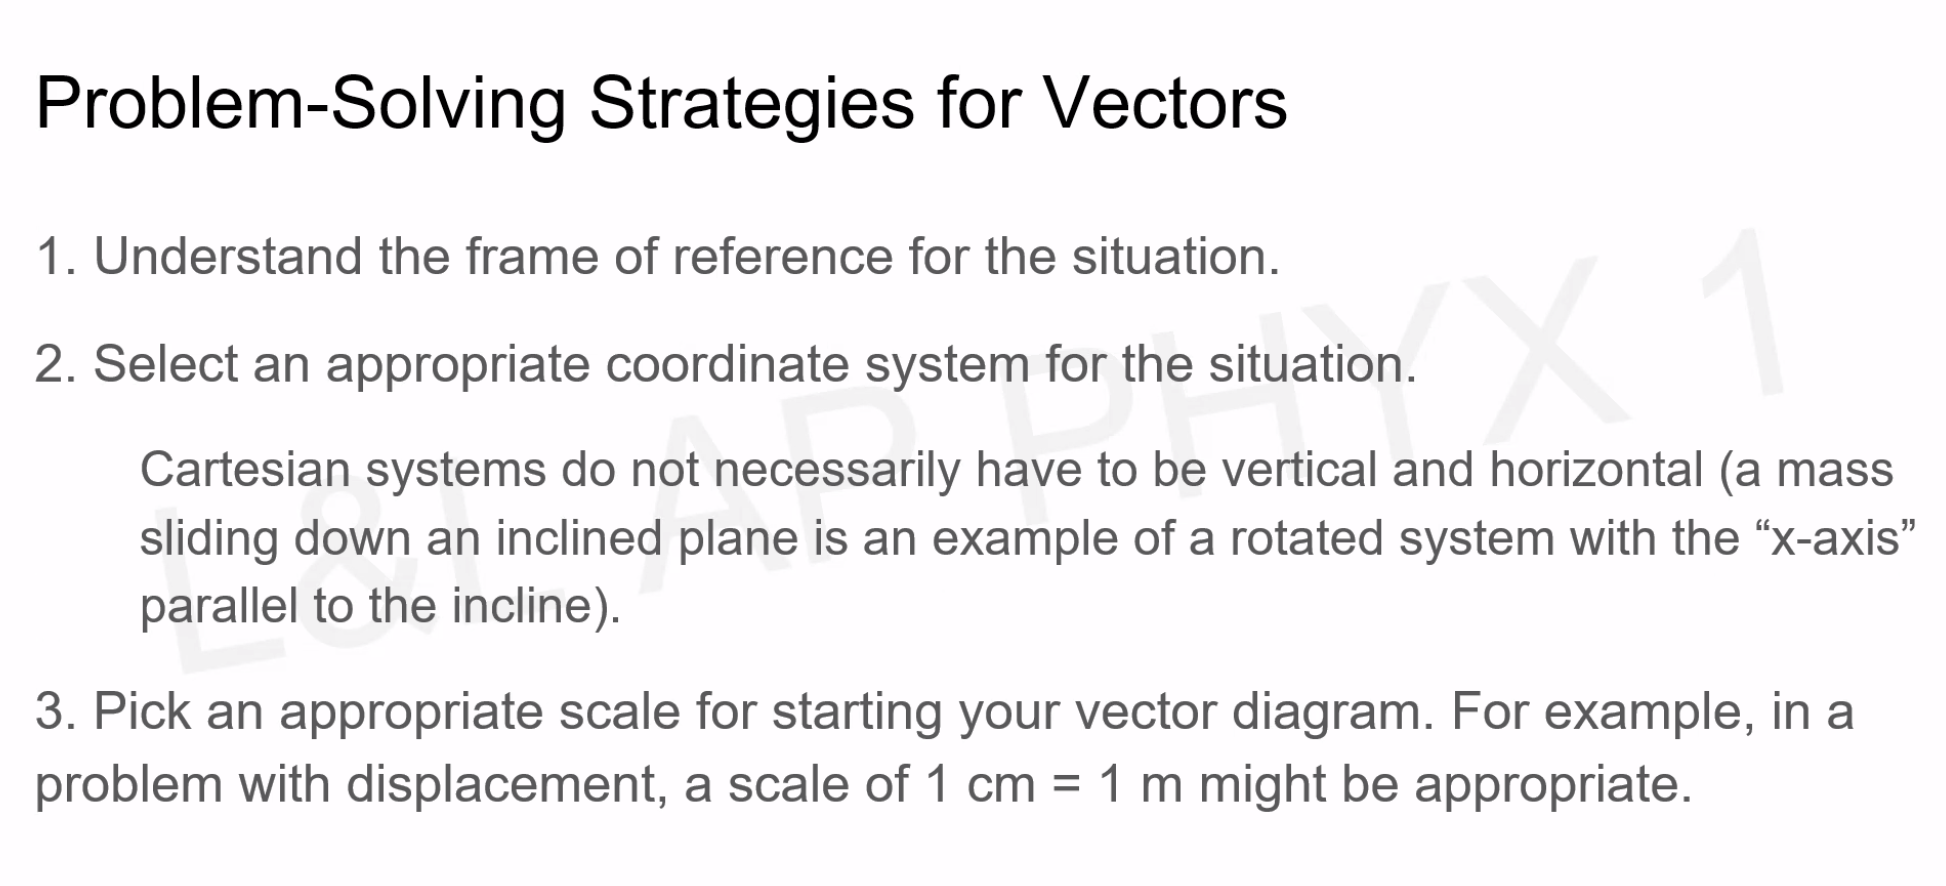 Problem-Solving Strategies for Vectors
1. Understand the frame of reference for the situation.
2. Select an appropriate coordinate system for the situation.
Cartesian systems do not necessarily have to be vertical and horizontal (a mass
sliding down an inclined plane is an example of a rotated system with the “x-axis”
parallel to the incline).
3. Pick an appropriate scale for starting your vector diagram. For example, in a
problem with displacement, a scale of 1 cm = 1 m might be appropriate.
L&L AP PHYX 1